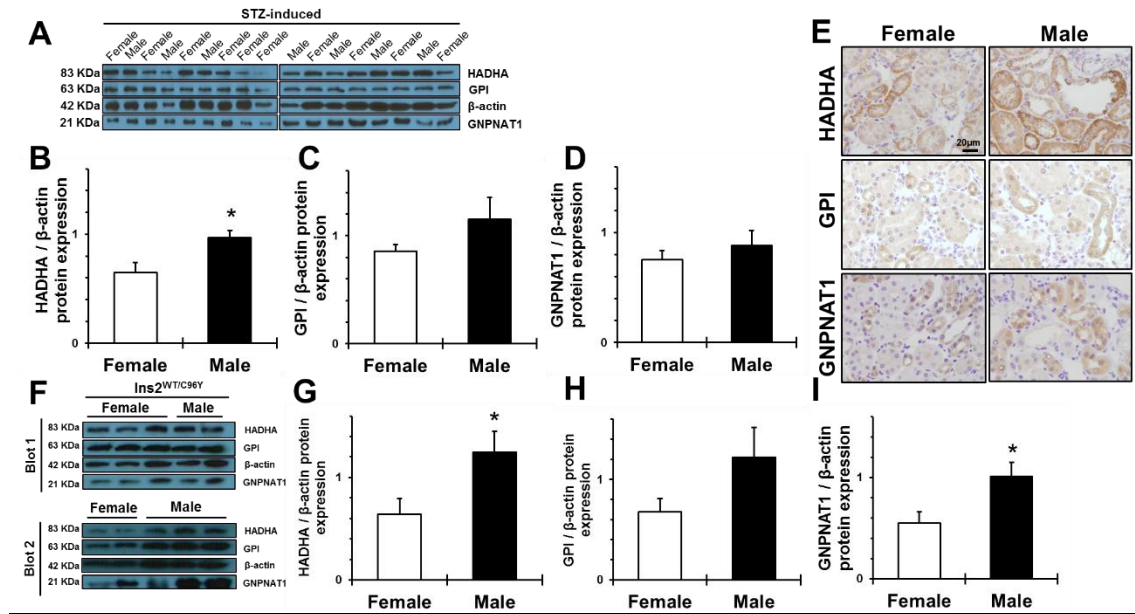 A
STZ-induced
Female Male Female Male Female Male Female Female Female Male Female Male Female Male Female Male Female
83 KDa HADHA
63 KDa GPI
42 KDa β-actin
21 KDa GNPNAT1
B
HADHA / β-actin
protein expression
1
0
Female Male
*
C
GPI / β-actin protein
expression
1
0
Female Male
D
GNPNAT1 / β-actin
protein expression
1
0
Female Male
E
Female Male
HADHA
20μm
GPI
GNPNAT1
F
Ins2WT/C96Y
Female Male
Blot 1
83 KDa HADHA
63 KDa GPI
42 KDa β-actin
21 KDa GNPNAT1
Female Male
Blot 2
83 KDa HADHA
63 KDa GPI
42 KDa β-actin
21 KDa GNPNAT1
G
HADHA / β-actin protein
expression
1
0
Female Male
*
H
GPI / β-actin protein
expression
1
0
Female Male
I
GNPNAT1 / β-actin
protein expression
1
0
Female Male
*